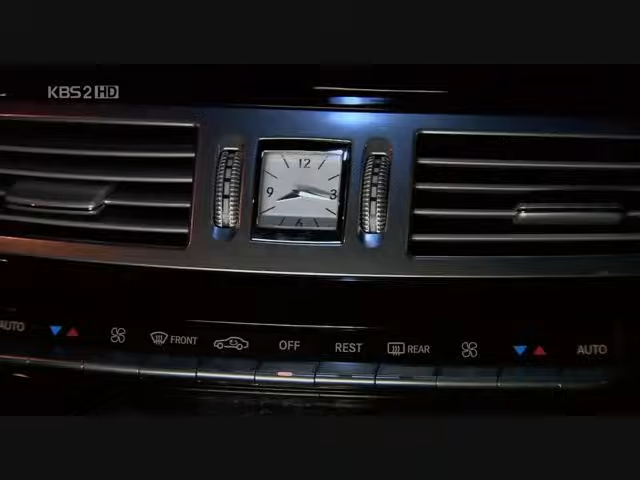 KBS2HD
12
9 3
6
AUTO FRONT OFF REST REAR AUTO